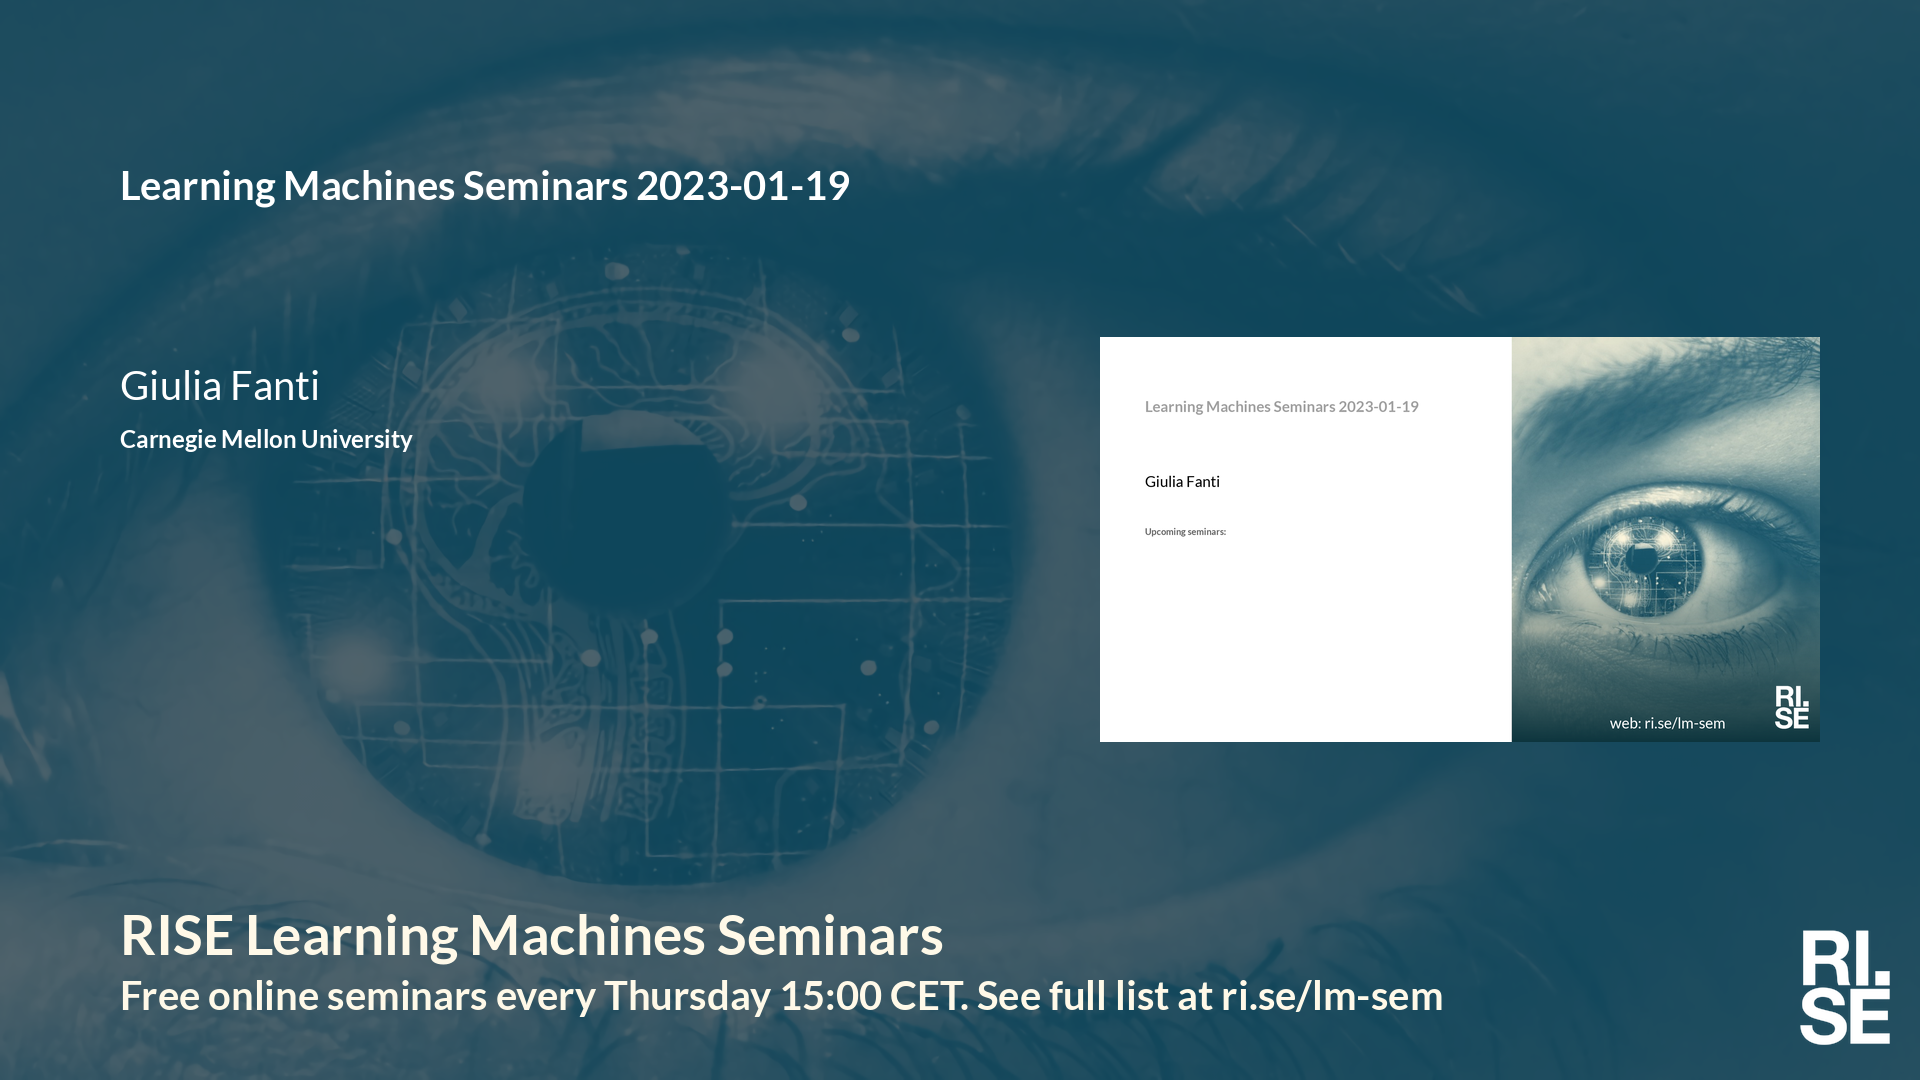 Learning Machines Seminars 2023-01-19
Giulia Fanti
Carnegie Mellon University
Learning Machines Seminars 2023-01-19
Giulia Fanti
Upcoming seminars:
web: ri.se/lm-sem
RI.
SE
RISE Learning Machines Seminars
Free online seminars every Thursday 15:00 CET. See full list at ri.se/lm-sem
RI.
SE